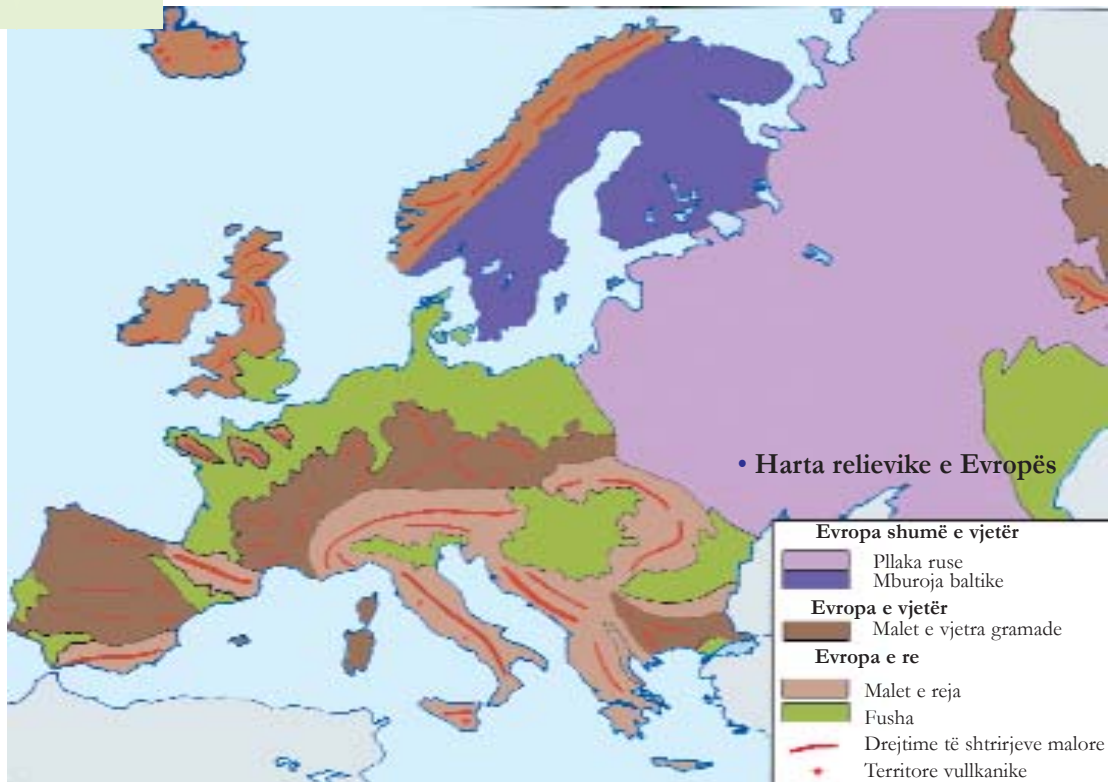 • Harta relievike e Evropës
Evropa shumë e vjetër
Pllaka ruse
Mburoja baltike
Evropa e vjetër
Malet e vjetra gramade
Evropa e re
Malet e reja
Fusha
Drejtime të shtrirjeve malore
Territore vullkanike